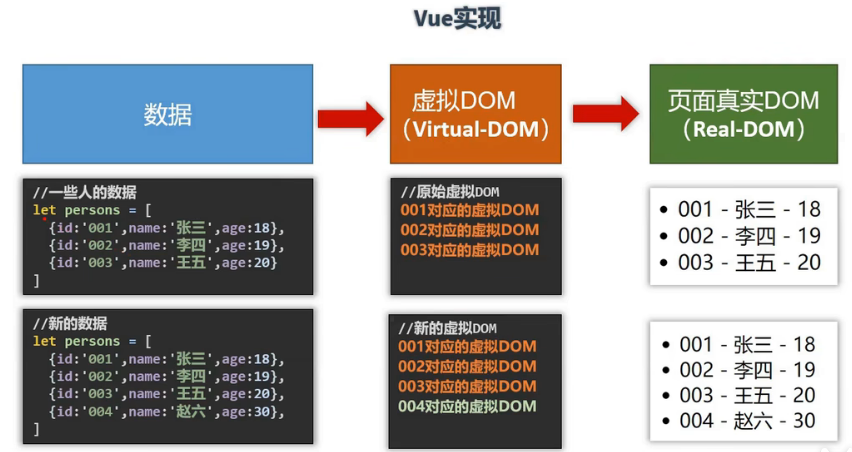 Vue实现
数据
虚拟DOM
（Virtual-DOM）
页面真实DOM
（Real-DOM）
//一些人的数据
let persons = [
{id:'001',name:'张三',age:18},
{id:'002',name:'李四',age:19},
{id:'003',name:'王五',age:20}
]
//原始虚拟DOM
001对应的虚拟DOM
002对应的虚拟DOM
003对应的虚拟DOM
• 001 - 张三 - 18
• 002 - 李四 - 19
• 003 - 王五 - 20
//新的数据
let persons = [
{id:'001',name:'张三',age:18},
{id:'002',name:'李四',age:19},
{id:'003',name:'王五',age:20},
{id:'004',name:'赵六',age:30},
]
//新的虚拟DOM
001对应的虚拟DOM
002对应的虚拟DOM
003对应的虚拟DOM
004对应的虚拟DOM
• 001 - 张三 - 18
• 002 - 李四 - 19
• 003 - 王五 - 20
• 004 - 赵六 - 30